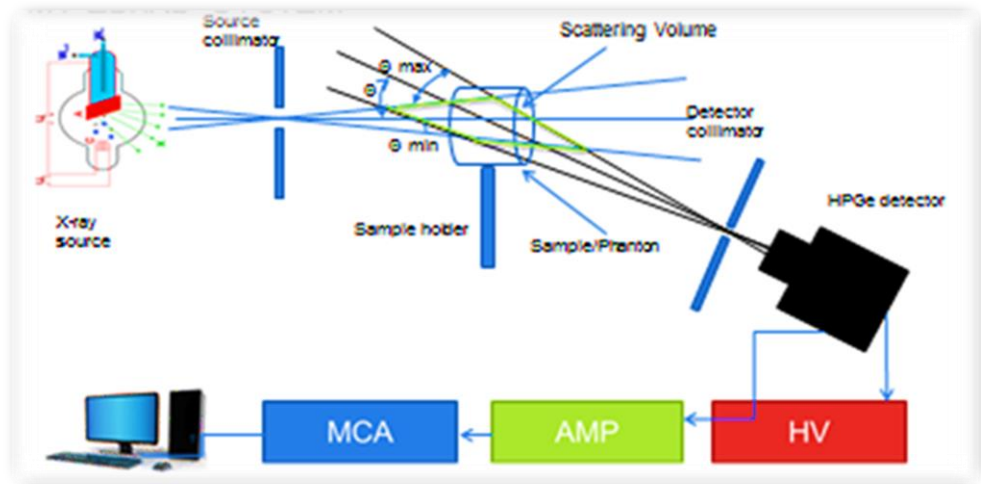 Source
collimator
Scattering Volume
Θ max
Θ
Detector
collimator
Θ min
HPGe detector
X-ray
source
Sample holder
Sample/Phanton
MCA
AMP
HV